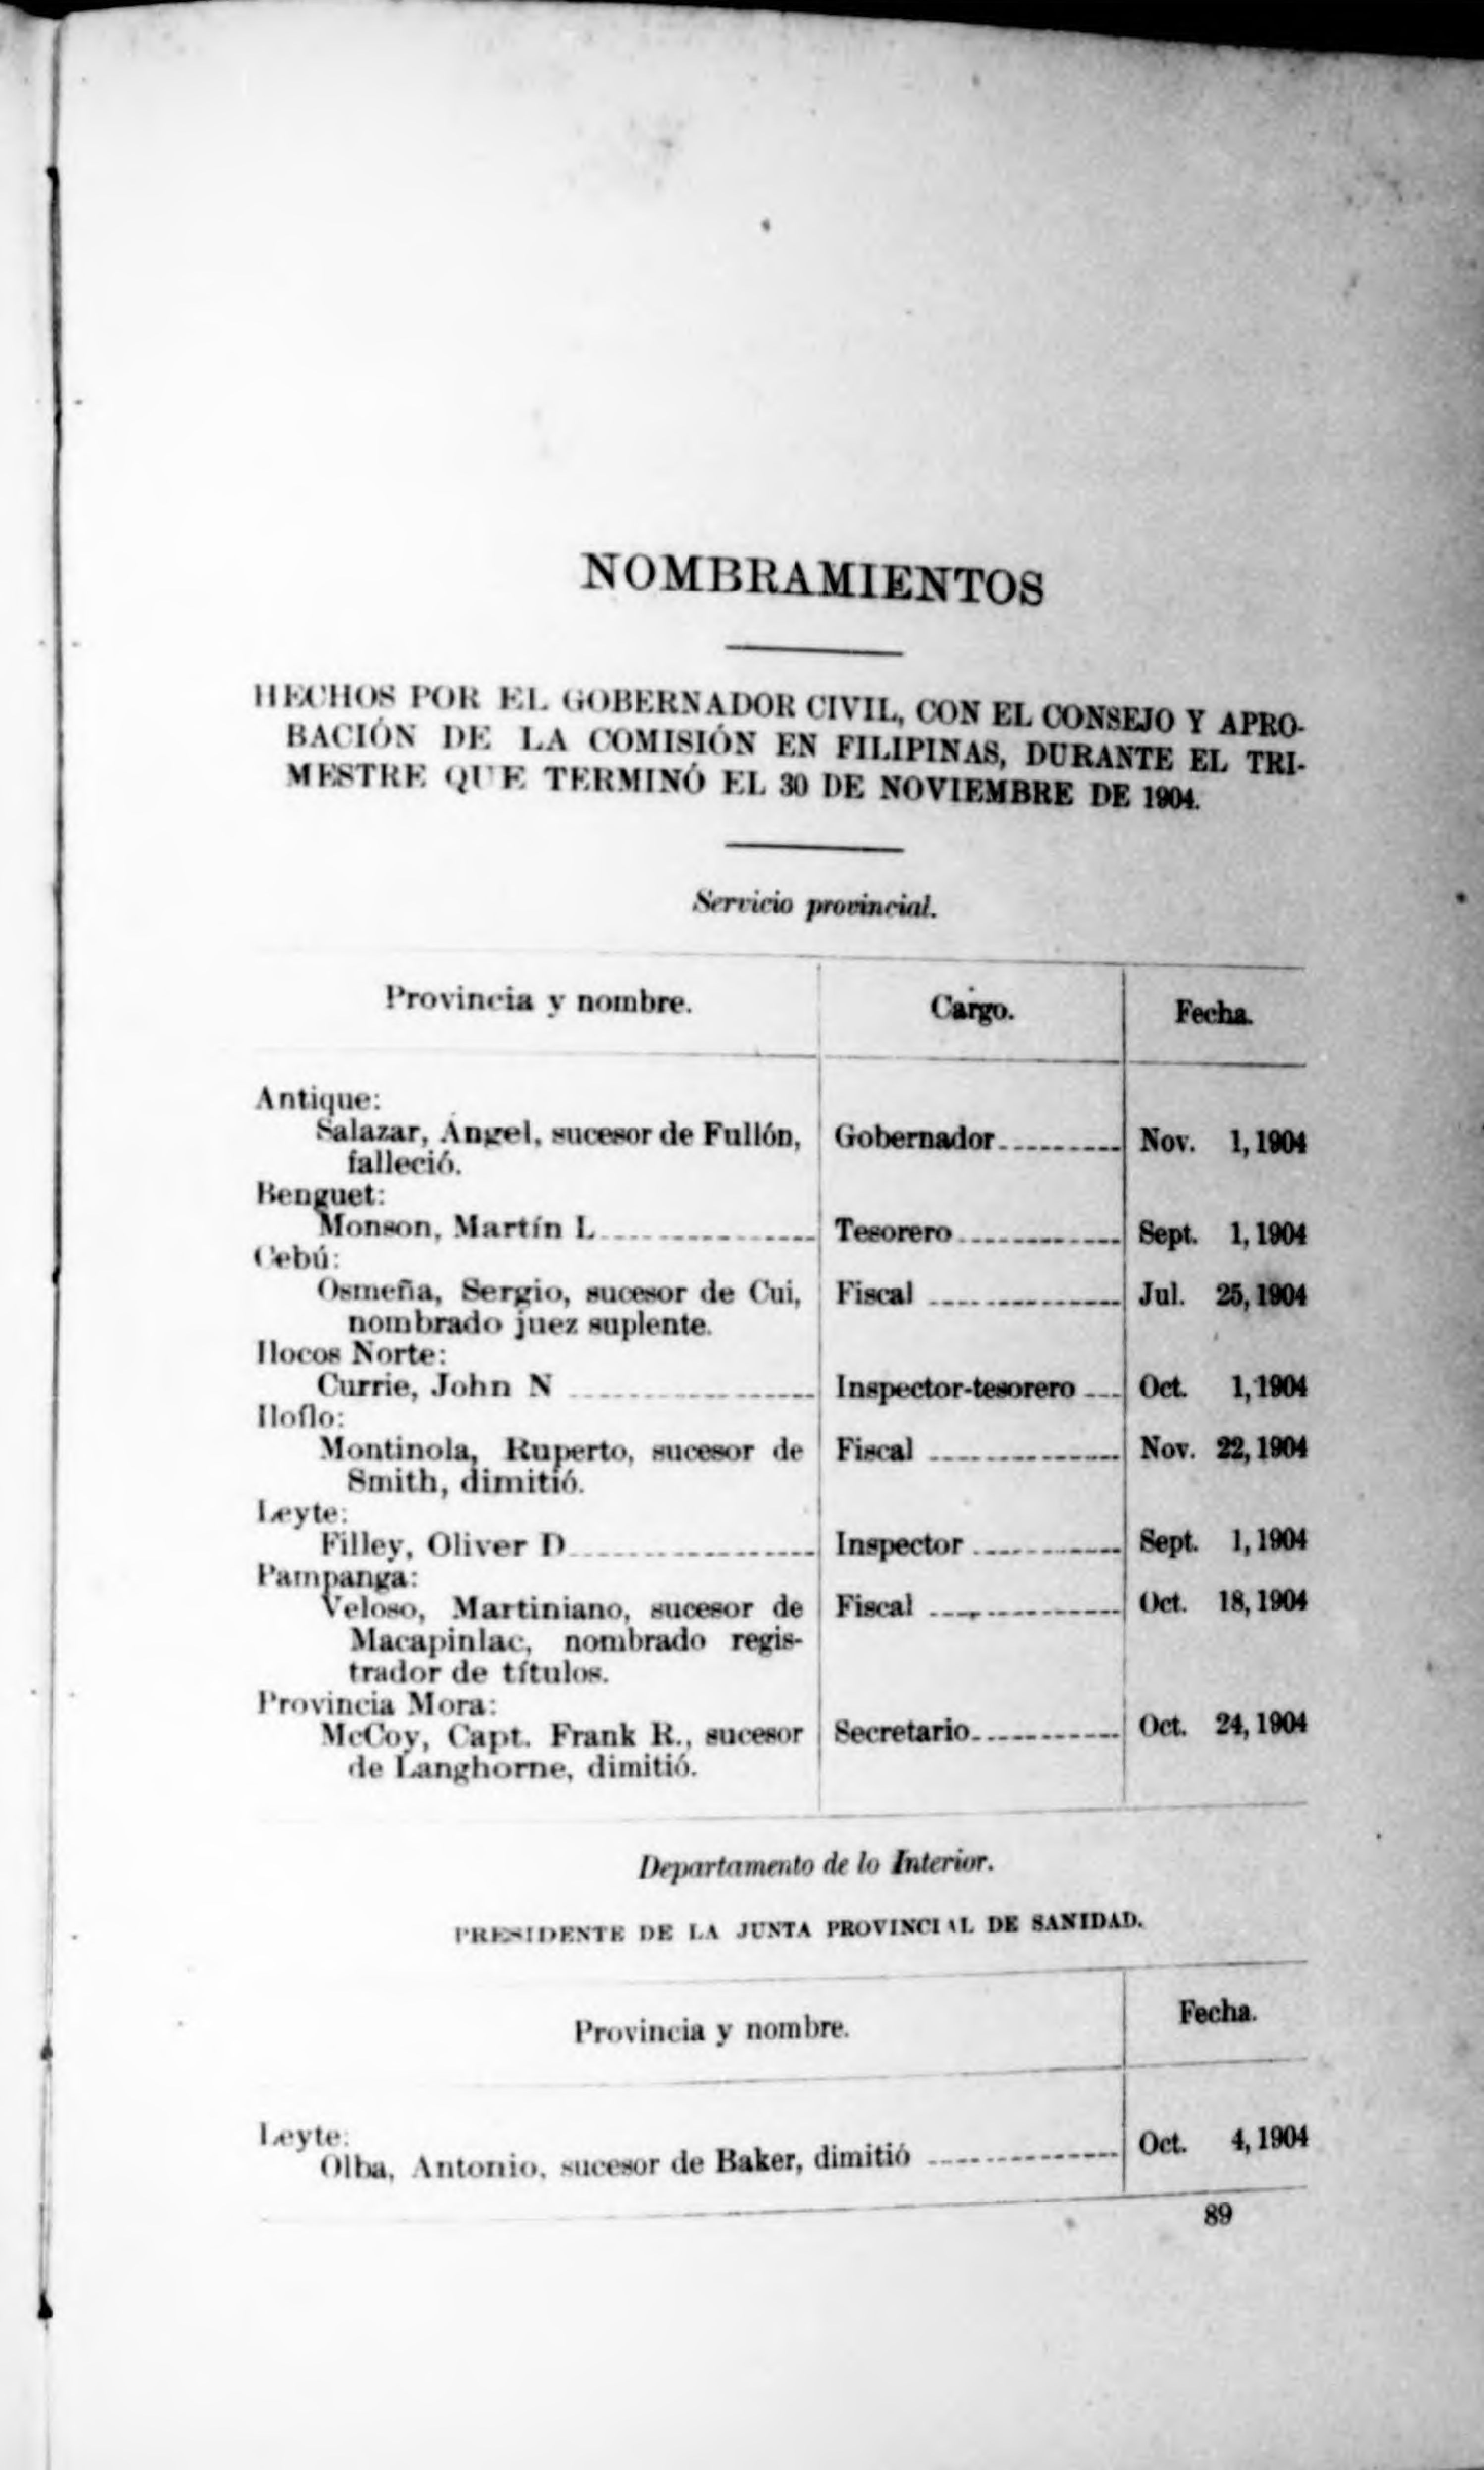 NOMBRAMIENTOS
HECHOS POR EL GOBERNADOR CIVIL, CON EL CONSEJO Y APRO-
BACIÓN DE LA COMISIÓN EN FILIPINAS, DURANTE EL TRI-
MESTRE QUE TERMINÓ EL 30 DE NOVIEMBRE DE 1904.
Servicio provincial.
Provincia y nombre. Cargo. Fecha.
Antique:
Salazar, Ángel, sucesor de Fullón, Gobernador Nov. 1, 1904
falleció.
Benguet:
Monson, Martín L Tesorero Sept. 1, 1904
Cebú:
Osmeña, Sergio, sucesor de Cui, Fiscal Jul. 25, 1904
nombrado juez suplente.
Ilocos Norte:
Currie, John N Inspector-tesorero Oct. 1, 1904
Iloílo:
Montinola, Ruperto, sucesor de Fiscal Nov. 22, 1904
Smith, dimitió.
Leyte:
Filley, Oliver D Inspector Sept. 1, 1904
Pampanga:
Veloso, Martiniano, sucesor de Fiscal Oct. 18, 1904
Macapinlac, nombrado regis-
trador de títulos.
Provincia Mora:
McCoy, Capt. Frank R., sucesor Secretario Oct. 24, 1904
de Langhorne, dimitió.
Departamento de lo Interior.
PRESIDENTE DE LA JUNTA PROVINCIAL DE SANIDAD.
Provincia y nombre. Fecha.
Leyte:
Olba, Antonio, sucesor de Baker, dimitió Oct. 4, 1904
89